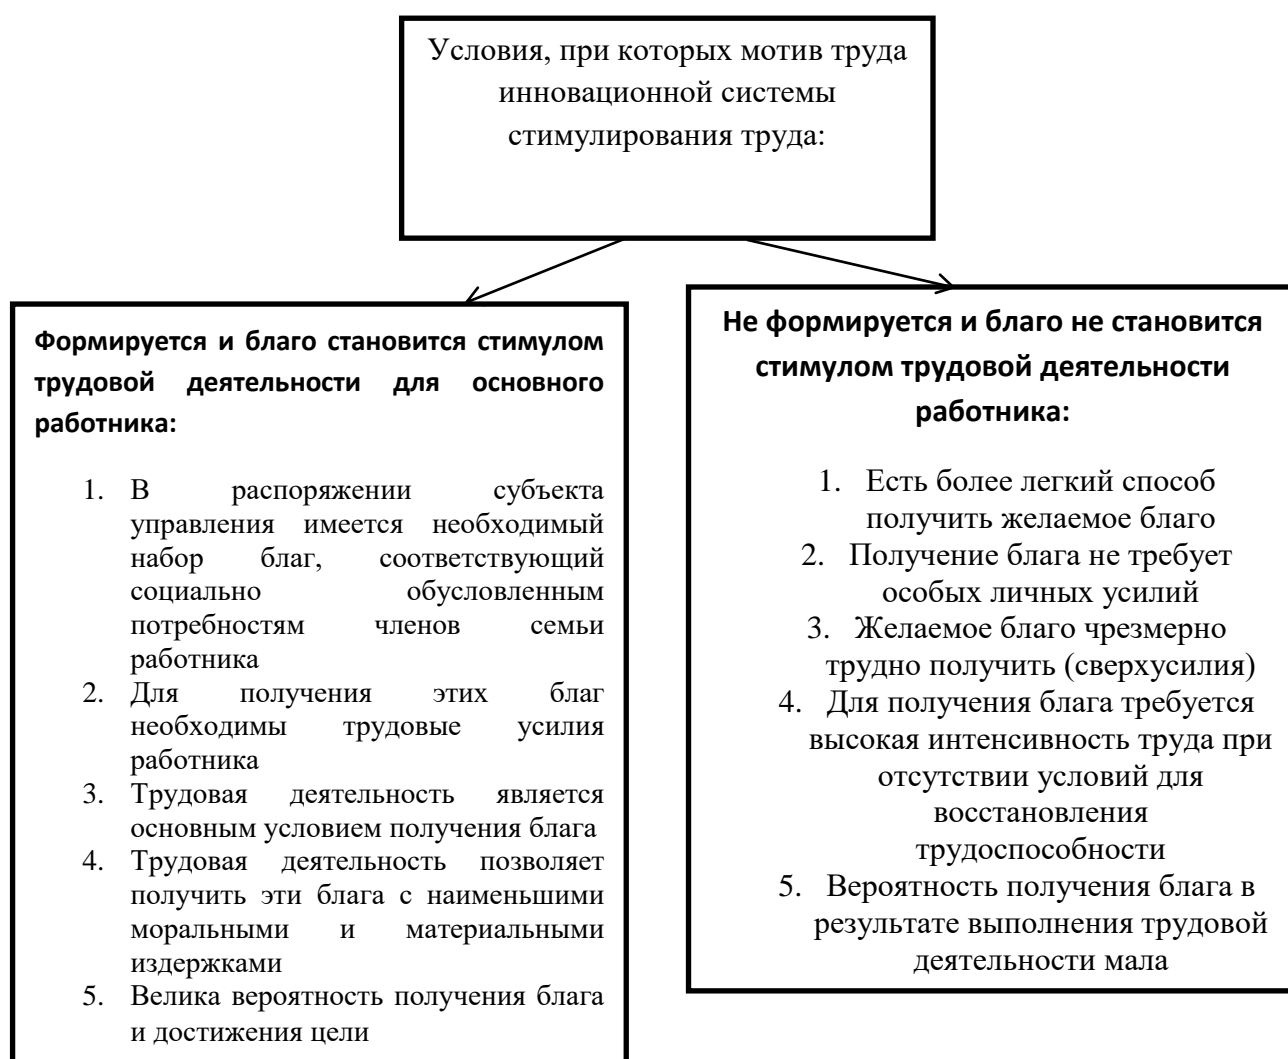 Условия, при которых мотив труда
инновационной системы
стимулирования труда:
Формируется и благо становится стимулом
трудовой деятельности для основного
работника:
1. В распоряжении субъекта
управления имеется необходимый
набор благ, соответствующий
социально обусловленным
потребностям членов семьи
работника
2. Для получения этих благ
необходимы трудовые усилия
работника
3. Трудовая деятельность является
основным условием получения блага
4. Трудовая деятельность позволяет
получить эти блага с наименьшими
моральными и материальными
издержками
5. Велика вероятность получения блага
и достижения цели
Не формируется и благо не становится
стимулом трудовой деятельности
работника:
1. Есть более легкий способ
получить желаемое благо
2. Получение блага не требует
особых личных усилий
3. Желаемое благо чрезмерно
трудно получить (сверхусилия)
4. Для получения блага требуется
высокая интенсивность труда при
отсутствии условий для
восстановления
трудоспособности
5. Вероятность получения блага в
результате выполнения трудовой
деятельности мала